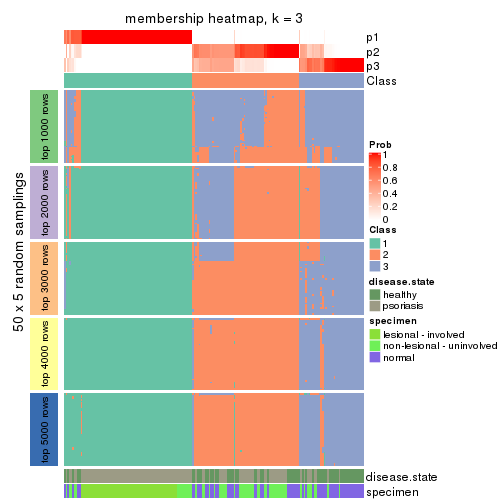 membership heatmap, k = 3
p1
p2
p3
Class
50 x 5 random samplings
top 1000 rows
top 2000 rows
top 3000 rows
top 4000 rows
top 5000 rows
Prob
1
0.8
0.6
0.4
0.2
0
Class
1
2
3
disease.state
healthy
psoriasis
specimen
lesional - involved
non-lesional - uninvolved
normal
disease.state
specimen